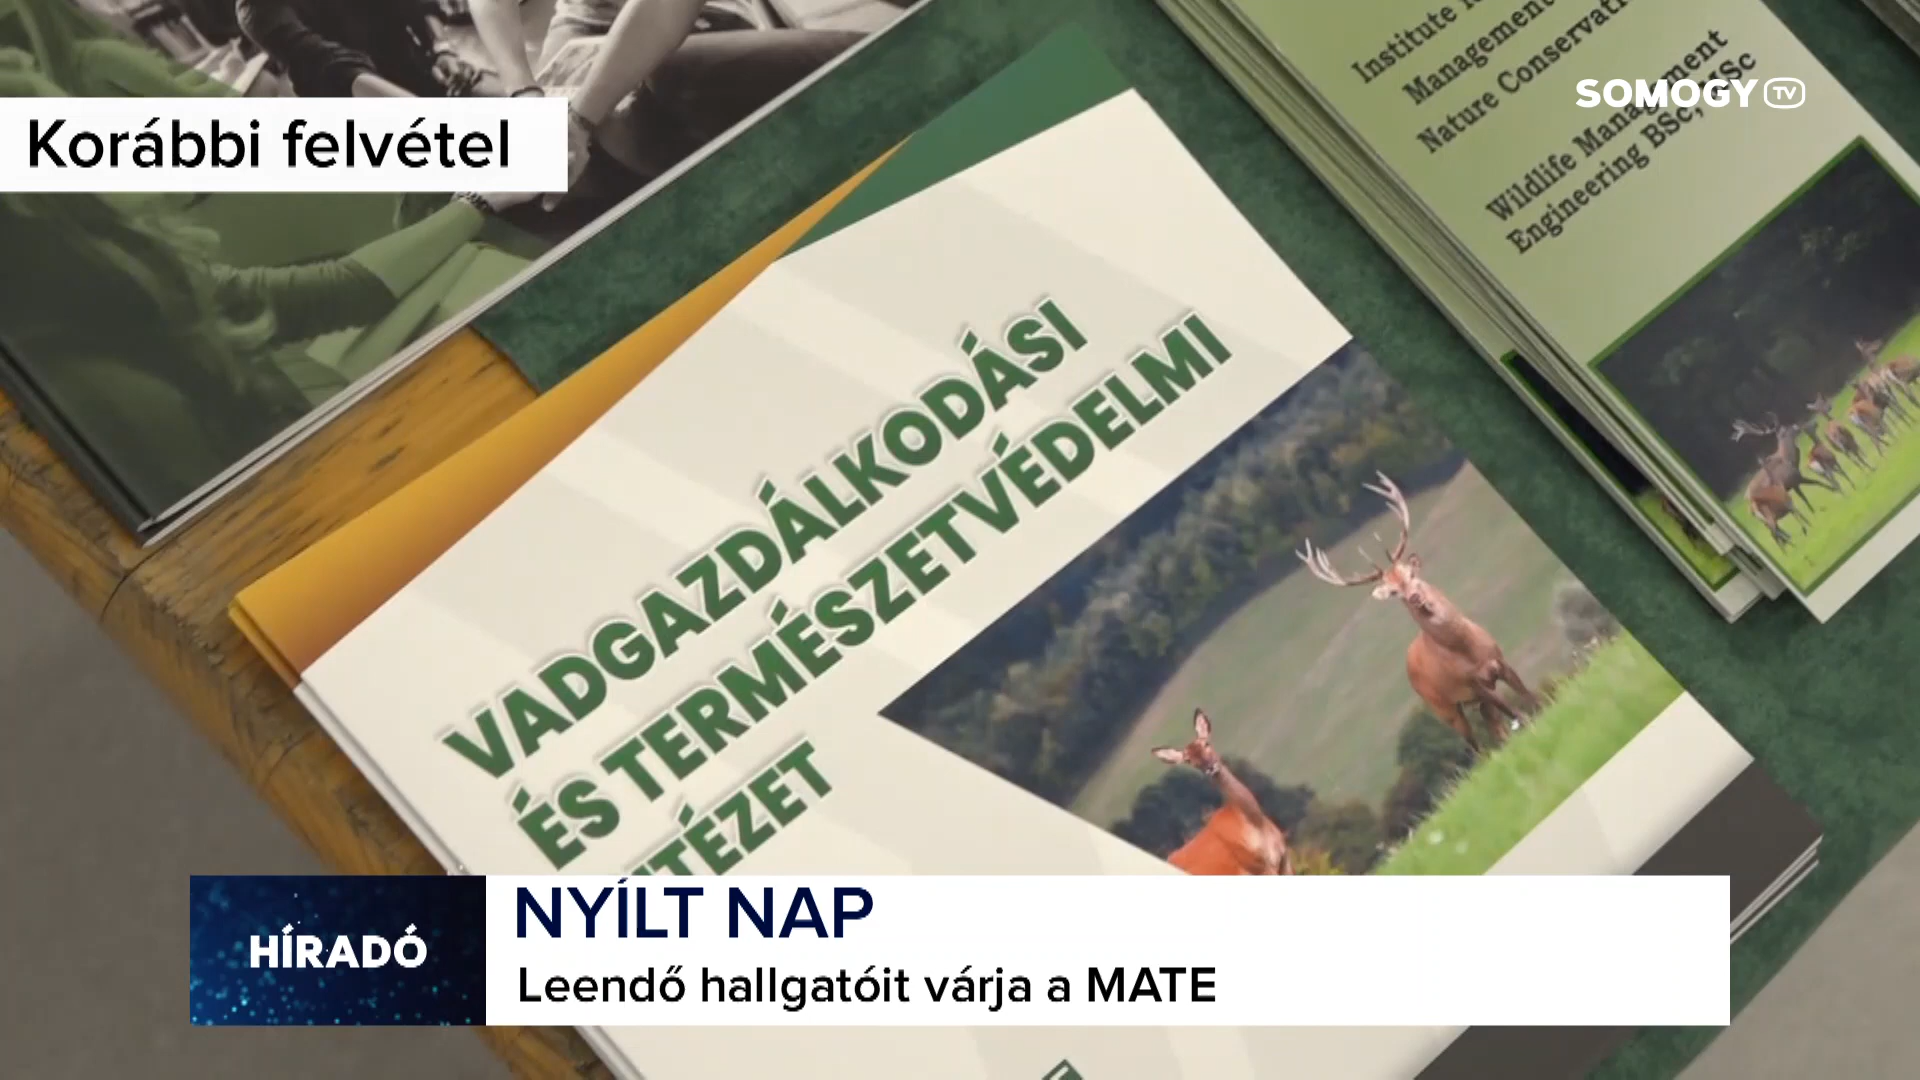 Korábbi felvétel
SOMOGY TV
Institute
Management
Nature Conservati
Wildlife Management
Engineering BSc, MSc
VADGAZDÁLKODÁSI
ÉS TERMÉSZETVÉDELMI
INTÉZET
HÍRADÓ
NYÍLT NAP
Leendő hallgatóit várja a MATE